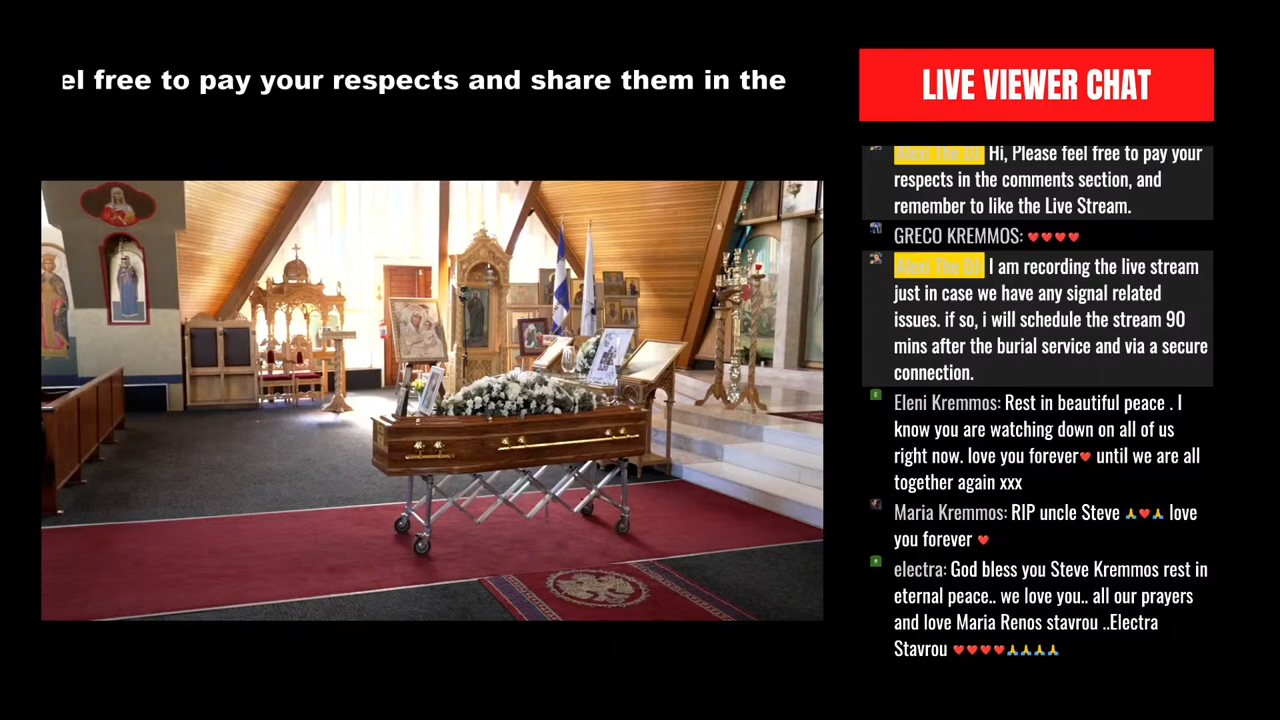 el free to pay your respects and share them in the
LIVE VIEWER CHAT
Alexi The DJ: Hi, Please feel free to pay your
respects in the comments section, and
remember to like the Live Stream.
GRECO KREMMOS: ♥♥♥♥
Alexi The DJ: I am recording the live stream
just in case we have any signal related
issues. if so, i will schedule the stream 90
mins after the burial service and via a secure
connection.
Eleni Kremmos: Rest in beautiful peace . I
know you are watching down on all of us
right now. love you forever♥ until we are all
together again xxx
Maria Kremmos: RIP uncle Steve 🙏♥🙏 love
you forever ♥
electra: God bless you Steve Kremmos rest in
eternal peace.. we love you.. all our prayers
and love Maria Renos stavrou ..Electra
Stavrou ♥♥♥♥🙏🙏🙏🙏